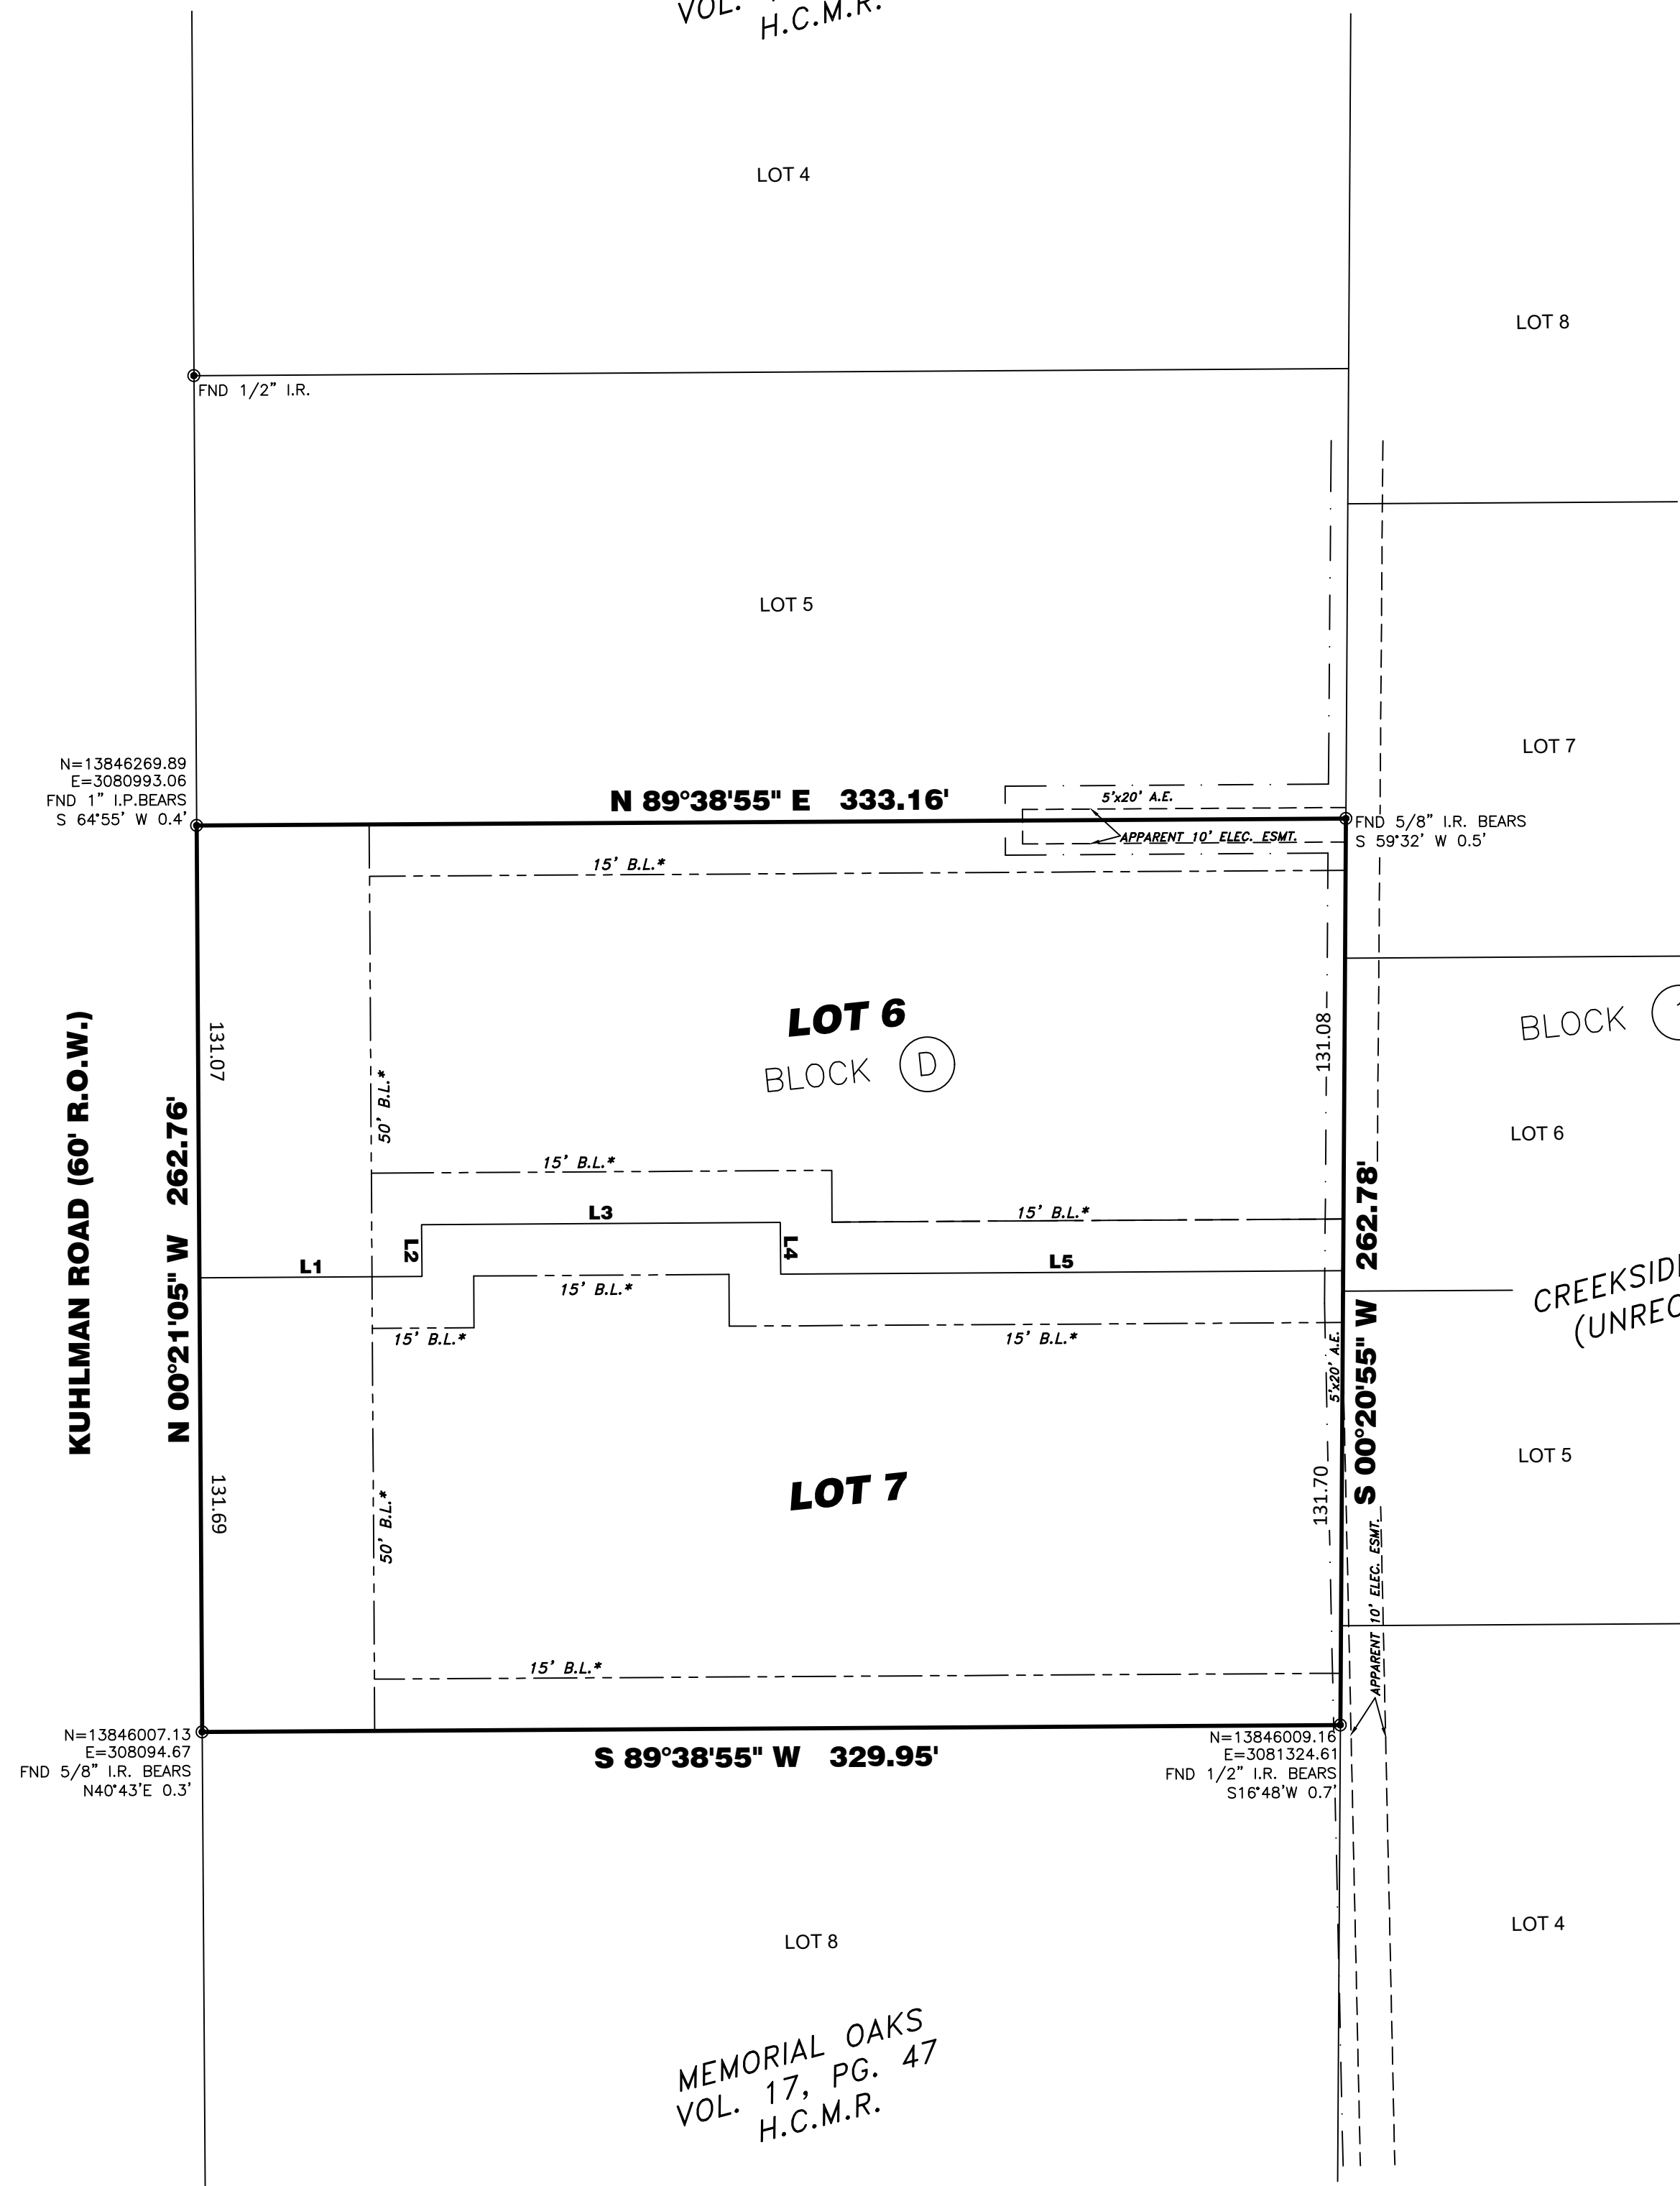 VOL.
H.C.M.R.
LOT 4
LOT 8
FND 1/2" I.R.
LOT 5
LOT 7
N=13846269.89
E=3080993.06
FND 1" I.P.BEARS
S 64°55' W 0.4'
N 89°38'55" E 333.16'
5'x20' A.E.
APPARENT 10' ELEC. ESMT.
FND 5/8" I.R. BEARS
S 59°32' W 0.5'
15' B.L.*
LOT 6
BLOCK D
BLOCK
131.07
131.08
50' B.L.*
KUHLMAN ROAD (60' R.O.W.)
N 00°21'05" W 262.76'
LOT 6
15' B.L.*
15' B.L.*
L1
L2
L3
L4
L5
15' B.L.*
15' B.L.*
15' B.L.*
S 00°20'55" W 262.78'
5'x20' A.E.
CREEKSID
(UNREC
LOT 5
LOT 7
131.69
131.70
50' B.L.*
APPARENT 10' ELEC. ESMT.
15' B.L.*
N=13846007.13
E=308094.67
FND 5/8" I.R. BEARS
N40°43'E 0.3'
S 89°38'55" W 329.95'
N=13846009.16
E=3081324.61
FND 1/2" I.R. BEARS
S16°48'W 0.7'
LOT 8
LOT 4
MEMORIAL OAKS
VOL. 17, PG. 47
H.C.M.R.